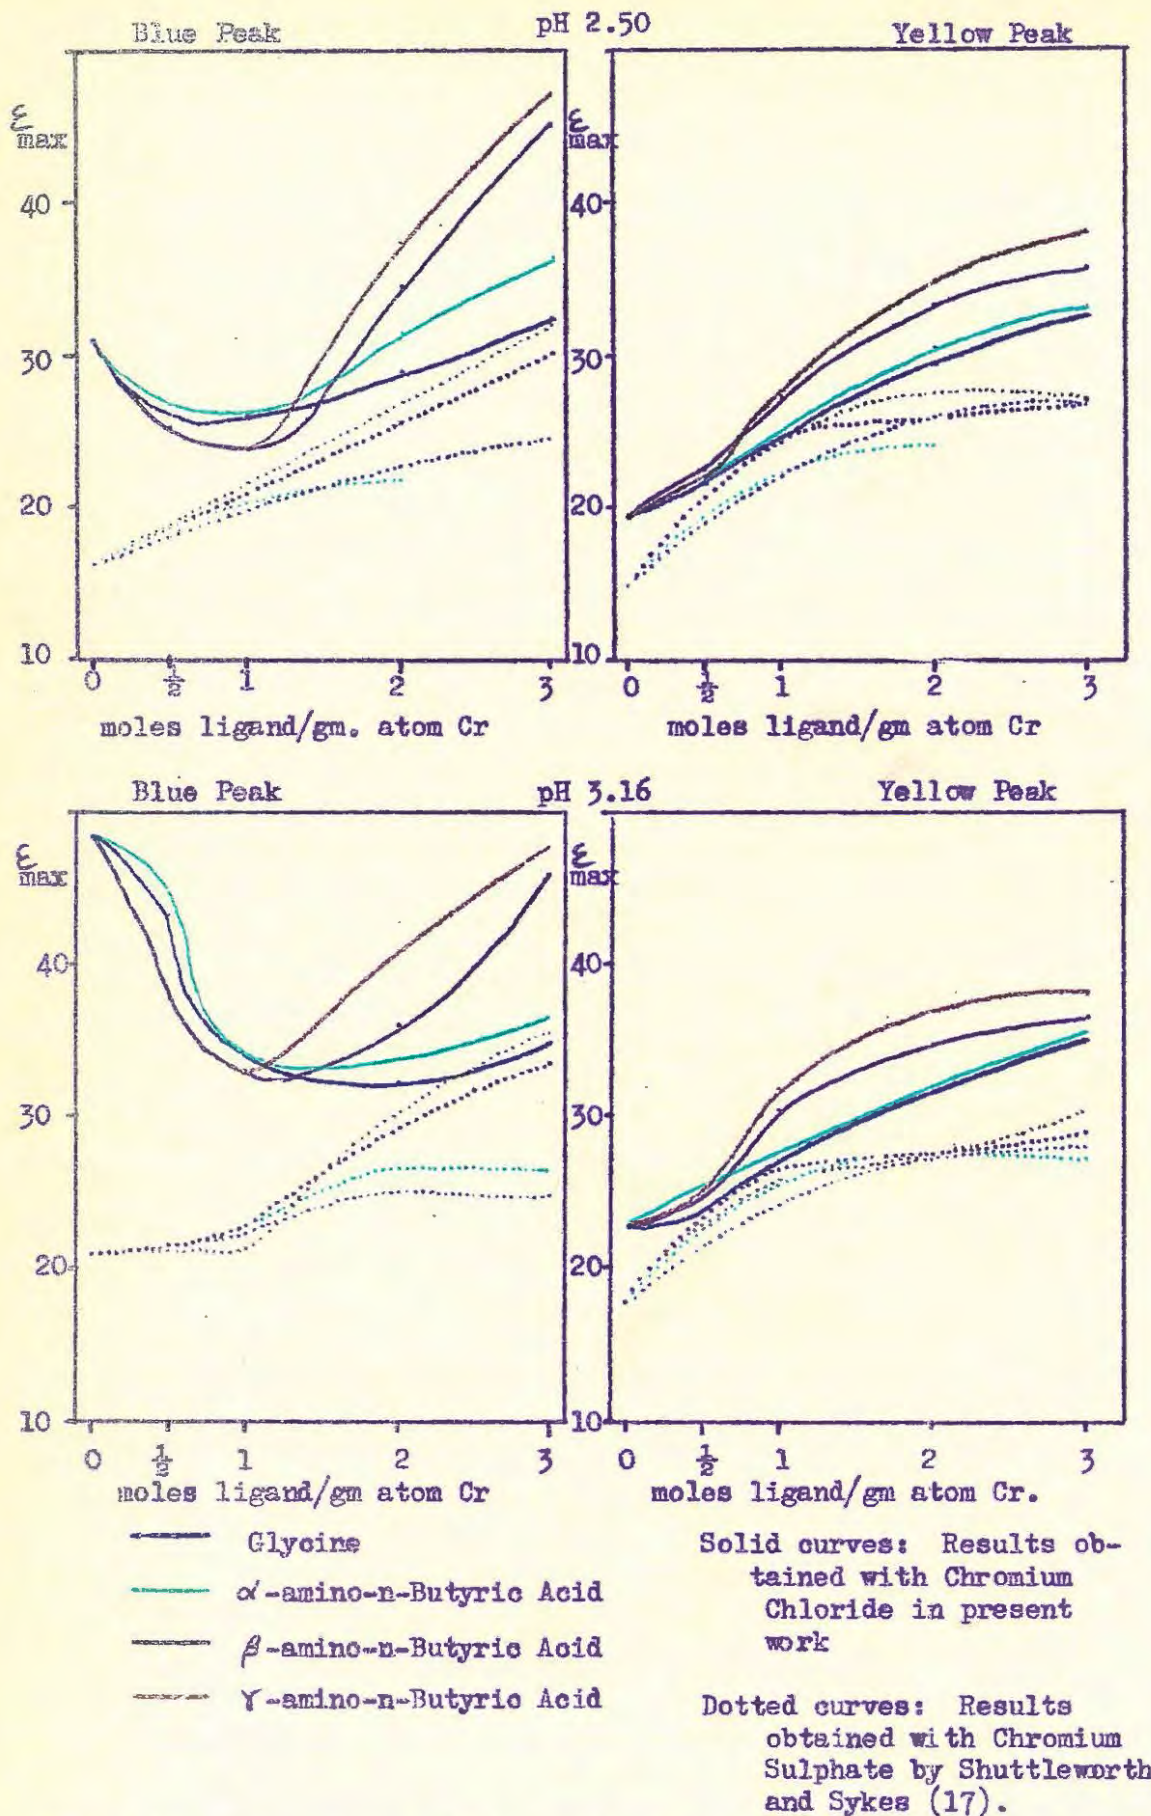 pH 2.50
Blue Peak
Yellow Peak
ε max
40
30
20
10
0 ½ 1 2 3
moles ligand/gm. atom Cr
ε max
40
30
20
10
0 ½ 1 2 3
moles ligand/gm atom Cr
pH 3.16
Blue Peak
Yellow Peak
ε max
40
30
20
10
0 ½ 1 2 3
moles ligand/gm atom Cr
ε max
40
30
20
10
0 ½ 1 2 3
moles ligand/gm atom Cr.
Glycine
α-amino-n-Butyric Acid
β-amino-n-Butyric Acid
γ-amino-n-Butyric Acid
Solid curves: Results ob-
tained with Chromium
Chloride in present
work
Dotted curves: Results
obtained with Chromium
Sulphate by Shuttleworth
and Sykes (17).